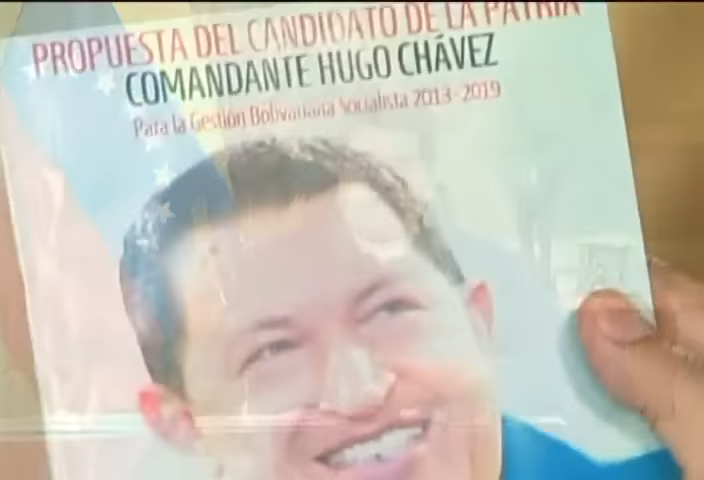 PROPUESTA DEL CANDIDATO DE LA PATRIA
COMANDANTE HUGO CHÁVEZ
Para la Gestión Bolivariana Socialista 2013-2019